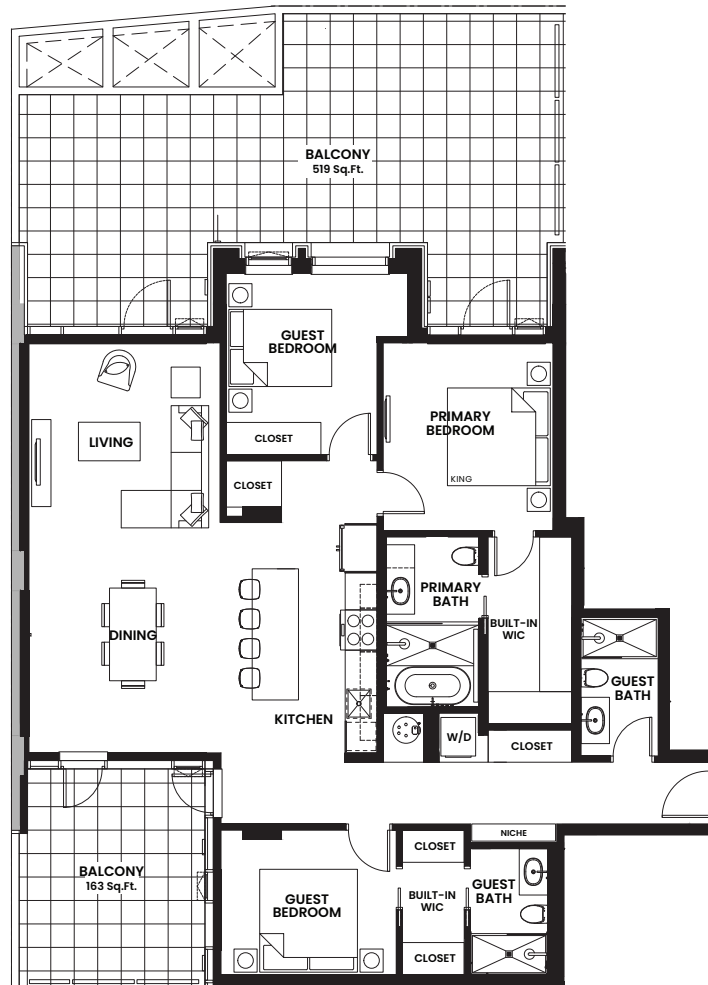 BALCONY
519 Sq.Ft.
GUEST
BEDROOM
PRIMARY
BEDROOM
LIVING
CLOSET
KING
CLOSET
PRIMARY
BATH
BUILT-IN
WIC
DINING
GUEST
BATH
KITCHEN
W/D
CLOSET
NICHE
CLOSET
BALCONY
163 Sq.Ft.
GUEST
BEDROOM
BUILT-IN
WIC
GUEST
BATH
CLOSET